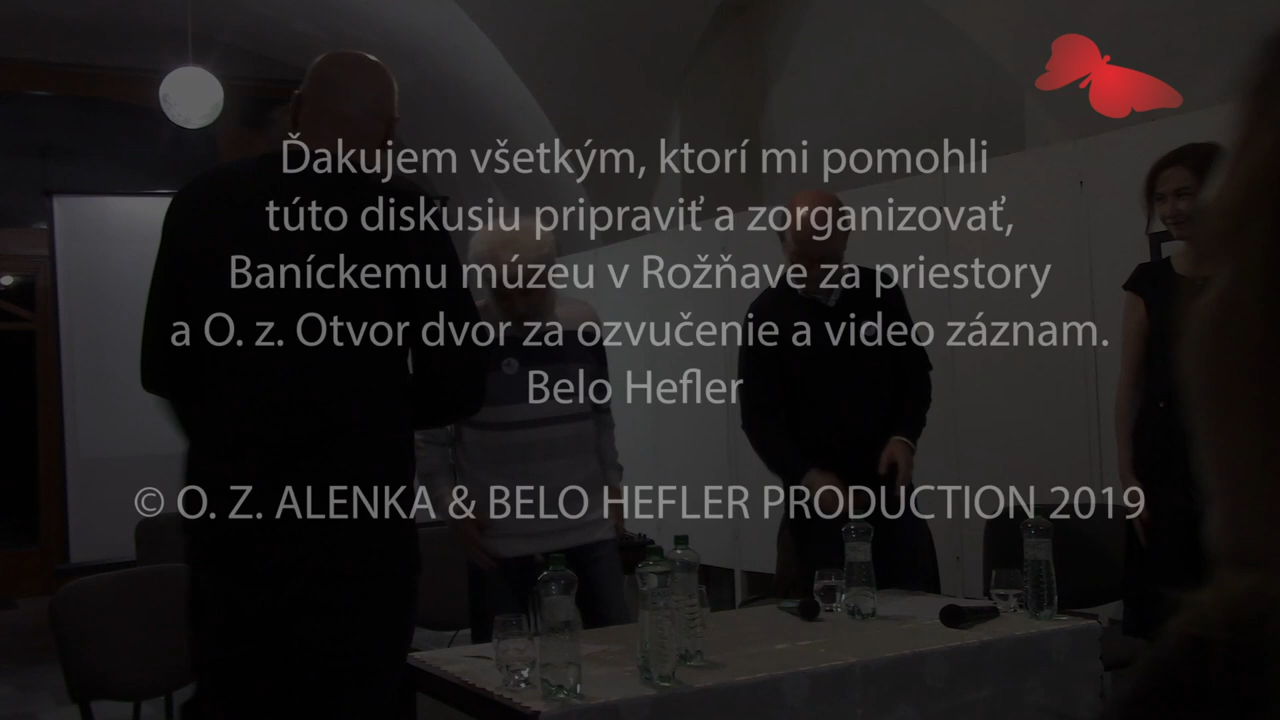 Ďakujem všetkým, ktorí mi pomohli
túto diskusiu pripraviť a zorganizovať,
Baníckemu múzeu v Rožňave za priestory
a O. z. Otvor dvor za ozvučenie a video záznam.
Belo Hefler
© O. Z. ALENKA & BELO HEFLER PRODUCTION 2019